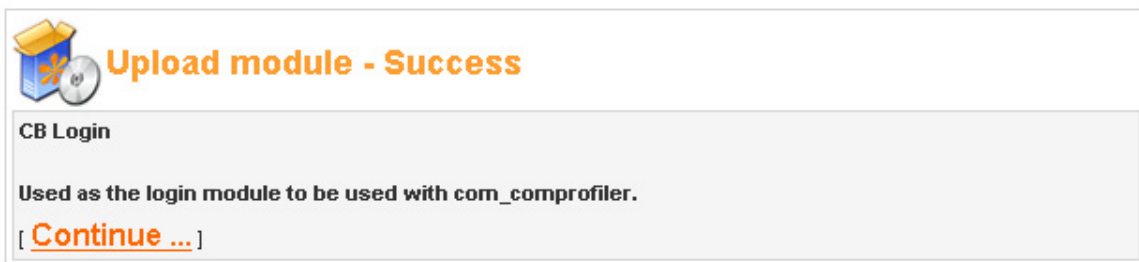 Upload module - Success
CB Login
Used as the login module to be used with com_comprofiler.
[ Continue ... ]